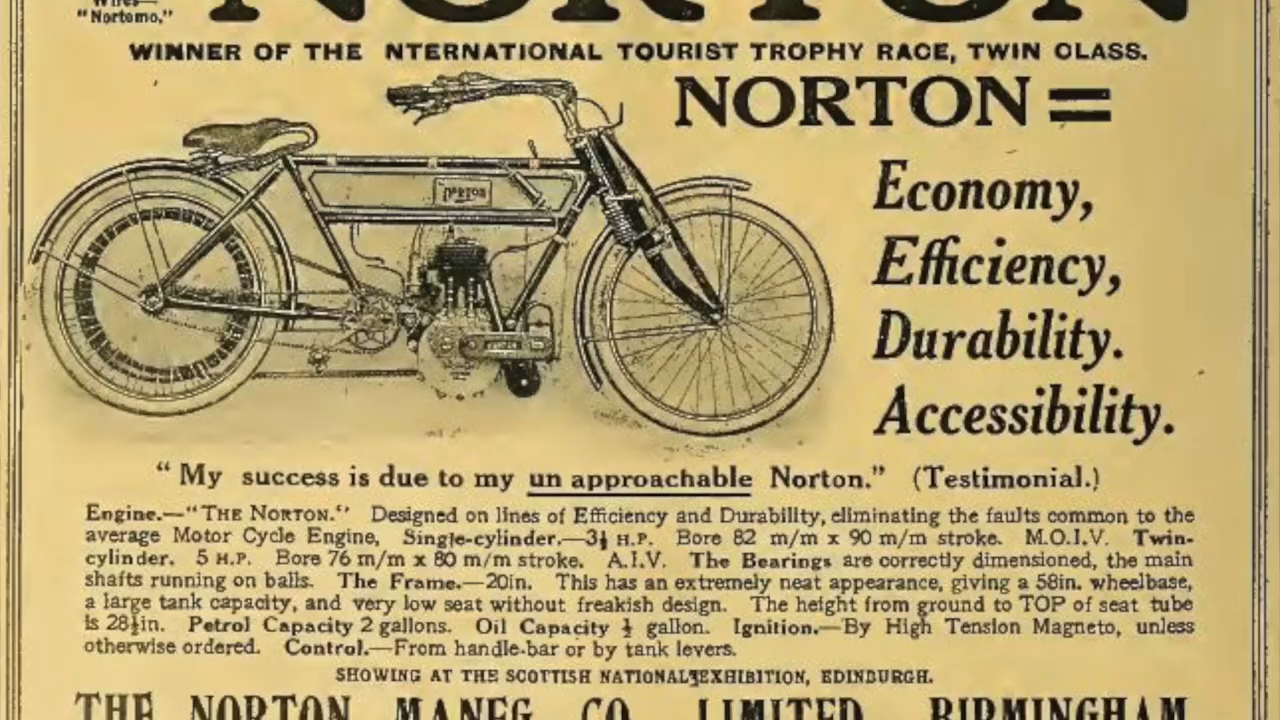 Wires—
"Nortomo,"
NORTON
WINNER OF THE NTERNATIONAL TOURIST TROPHY RACE, TWIN CLASS.
NORTON =
NORTON
Economy,
Efficiency,
Durability.
Accessibility.
"My success is due to my un approachable Norton." (Testimonial.)
Engine.—"THE NORTON." Designed on lines of Efficiency and Durability, eliminating the faults common to the
average Motor Cycle Engine, Single-cylinder.—3½ H.P. Bore 82 m/m x 90 m/m stroke. M.O.I.V. Twin-
cylinder. 5 H.P. Bore 76 m/m x 80 m/m stroke. A.I.V. The Bearings are correctly dimensioned, the main
shafts running on balls. The Frame.—20in. This has an extremely neat appearance, giving a 58in. wheelbase,
a large tank capacity, and very low seat without freakish design. The height from ground to TOP of seat tube
is 28½in. Petrol Capacity 2 gallons. Oil Capacity ½ gallon. Ignition.—By High Tension Magneto, unless
otherwise ordered. Control.—From handle-bar or by tank levers.
SHOWING AT THE SCOTTISH NATIONAL EXHIBITION, EDINBURGH.
THE NORTON MANFG CO LIMITED BIRMINGHAM